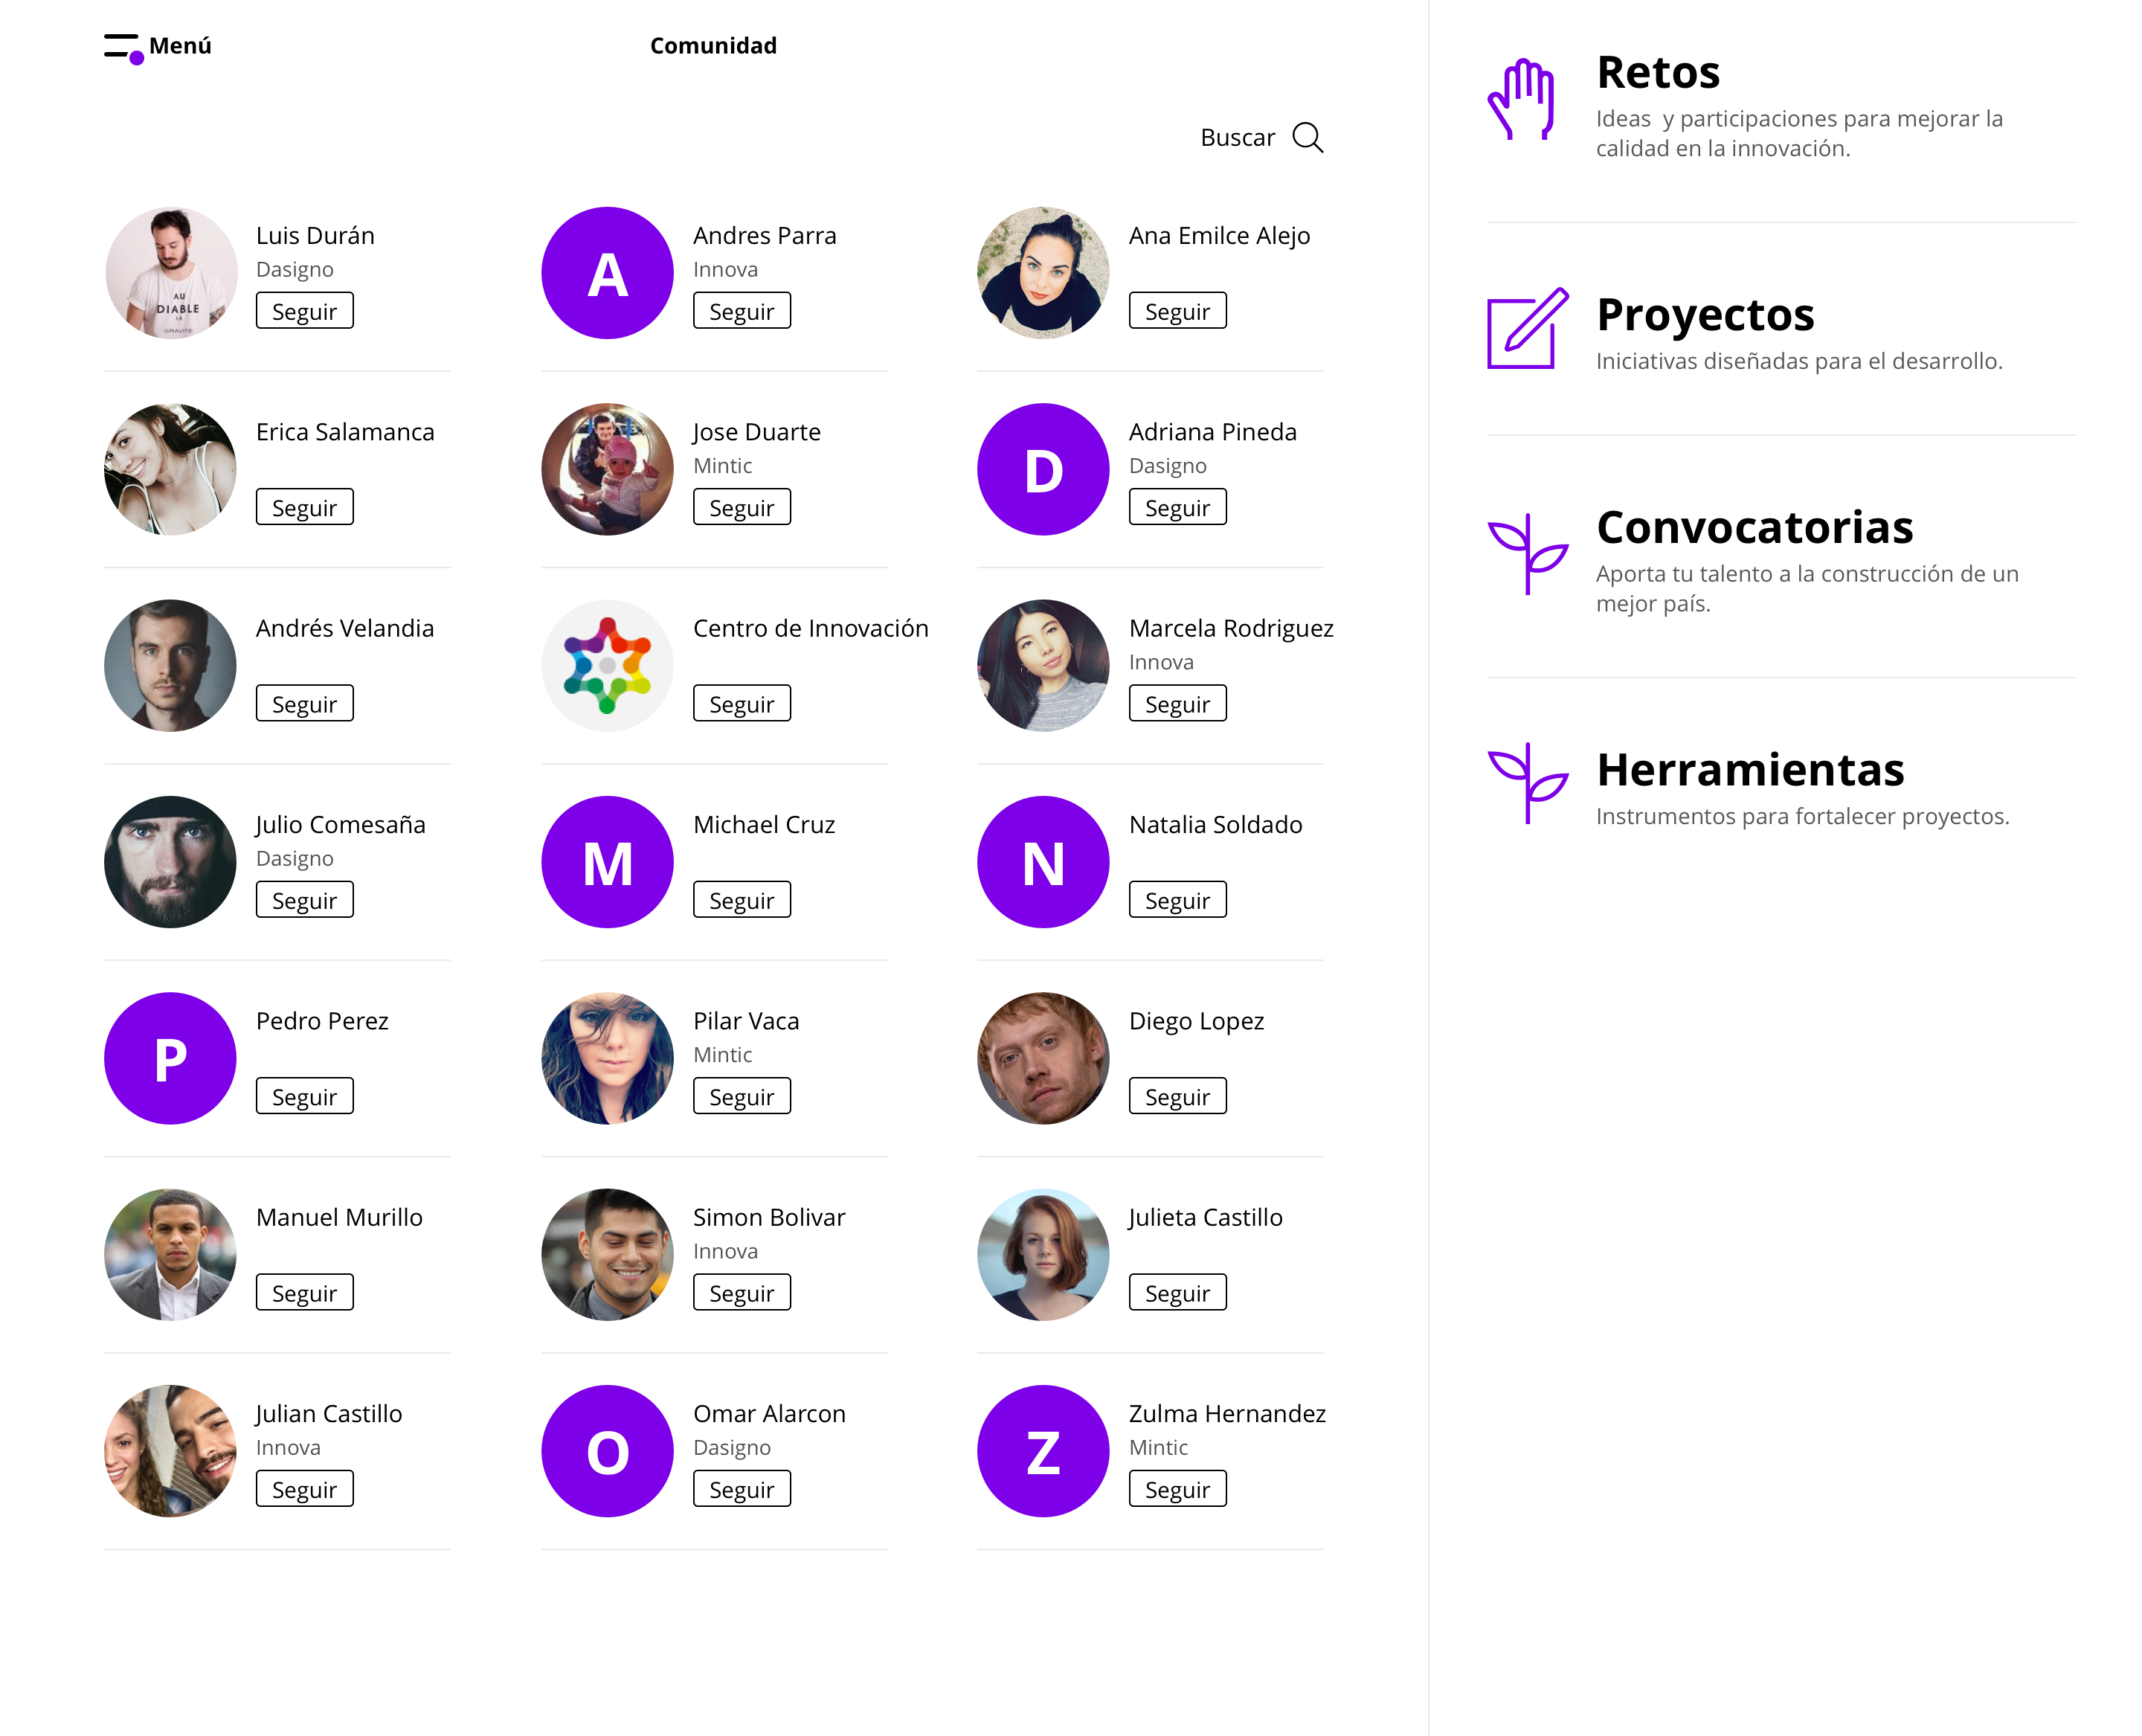 Menú
Comunidad
Buscar
Luis Durán
Dasigno
Seguir
AU
DIABLE
LA
GRAVITÉ
A
Andres Parra
Innova
Seguir
Ana Emilce Alejo
Seguir
Erica Salamanca
Seguir
Jose Duarte
Mintic
Seguir
D
Adriana Pineda
Dasigno
Seguir
Andrés Velandia
Seguir
Centro de Innovación
Seguir
Marcela Rodriguez
Innova
Seguir
Julio Comesaña
Dasigno
Seguir
M
Michael Cruz
Seguir
N
Natalia Soldado
Seguir
P
Pedro Perez
Seguir
Pilar Vaca
Mintic
Seguir
Diego Lopez
Seguir
Manuel Murillo
Seguir
Simon Bolivar
Innova
Seguir
Julieta Castillo
Seguir
Julian Castillo
Innova
Seguir
O
Omar Alarcon
Dasigno
Seguir
Z
Zulma Hernandez
Mintic
Seguir
Retos
Ideas  y participaciones para mejorar la
calidad en la innovación.
Proyectos
Iniciativas diseñadas para el desarrollo.
Convocatorias
Aporta tu talento a la construcción de un
mejor país.
Herramientas
Instrumentos para fortalecer proyectos.